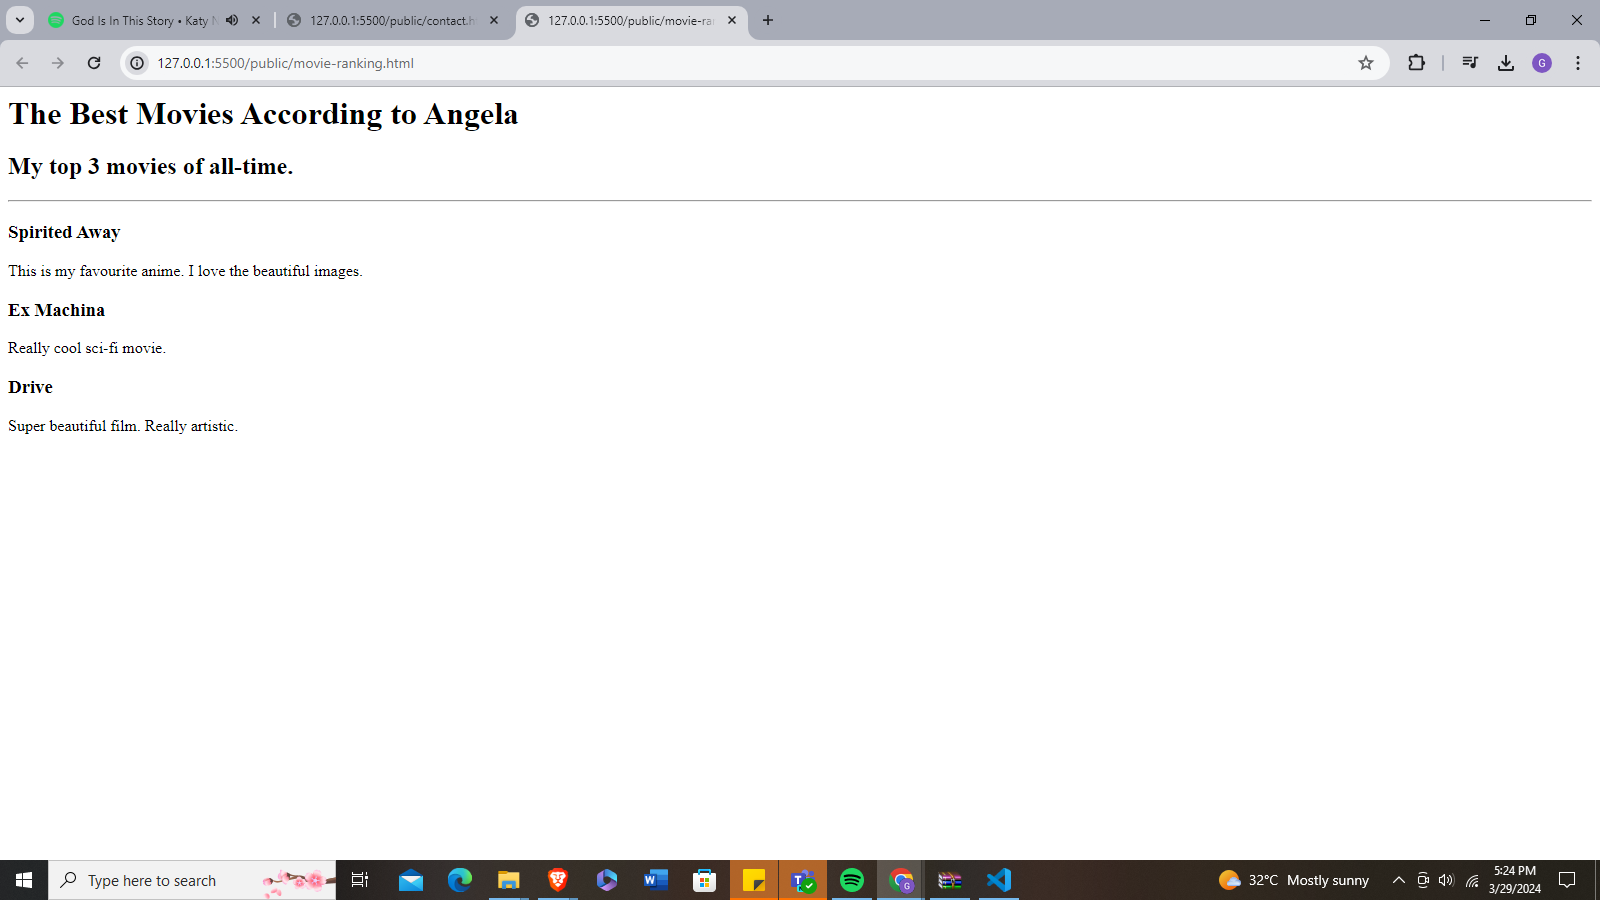 God Is In This Story • Katy N
127.0.0.1:5500/public/contact.h
127.0.0.1:5500/public/movie-ra
127.0.0.1:5500/public/movie-ranking.html
G
The Best Movies According to Angela
My top 3 movies of all-time.
Spirited Away
This is my favourite anime. I love the beautiful images.
Ex Machina
Really cool sci-fi movie.
Drive
Super beautiful film. Really artistic.
Type here to search
32°C Mostly sunny
5:24 PM
3/29/2024